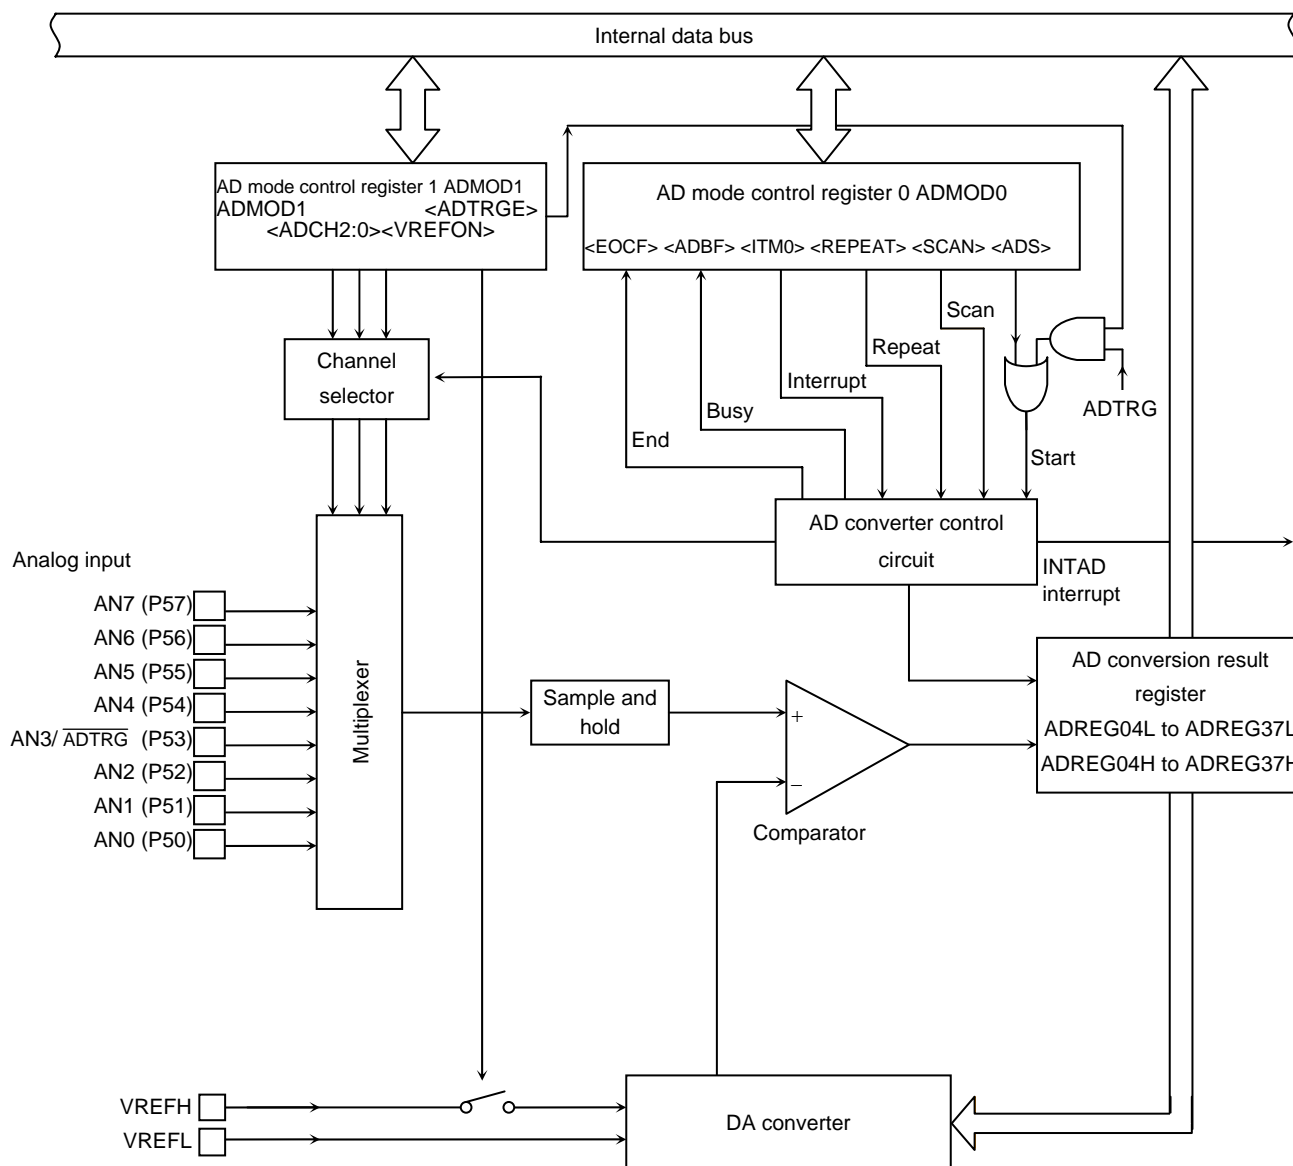 Internal data bus
AD mode control register 1 ADMOD1
ADMOD1 <ADTRGE>
<ADCH2:0><VREFON>
AD mode control register 0 ADMOD0
<EOCF> <ADBF> <ITM0> <REPEAT> <SCAN> <ADS>
Scan
Repeat
Interrupt
Busy
End
ADTRG
Start
Channel
selector
AD converter control
circuit
INTAD
interrupt
Analog input
AN7 (P57)
AN6 (P56)
AN5 (P55)
AN4 (P54)
AN3/ ADTRG (P53)
AN2 (P52)
AN1 (P51)
AN0 (P50)
Multiplexer
Sample and
hold
+
−
Comparator
AD conversion result
register
ADREG04L to ADREG37L
ADREG04H to ADREG37H
VREFH
VREFL
DA converter